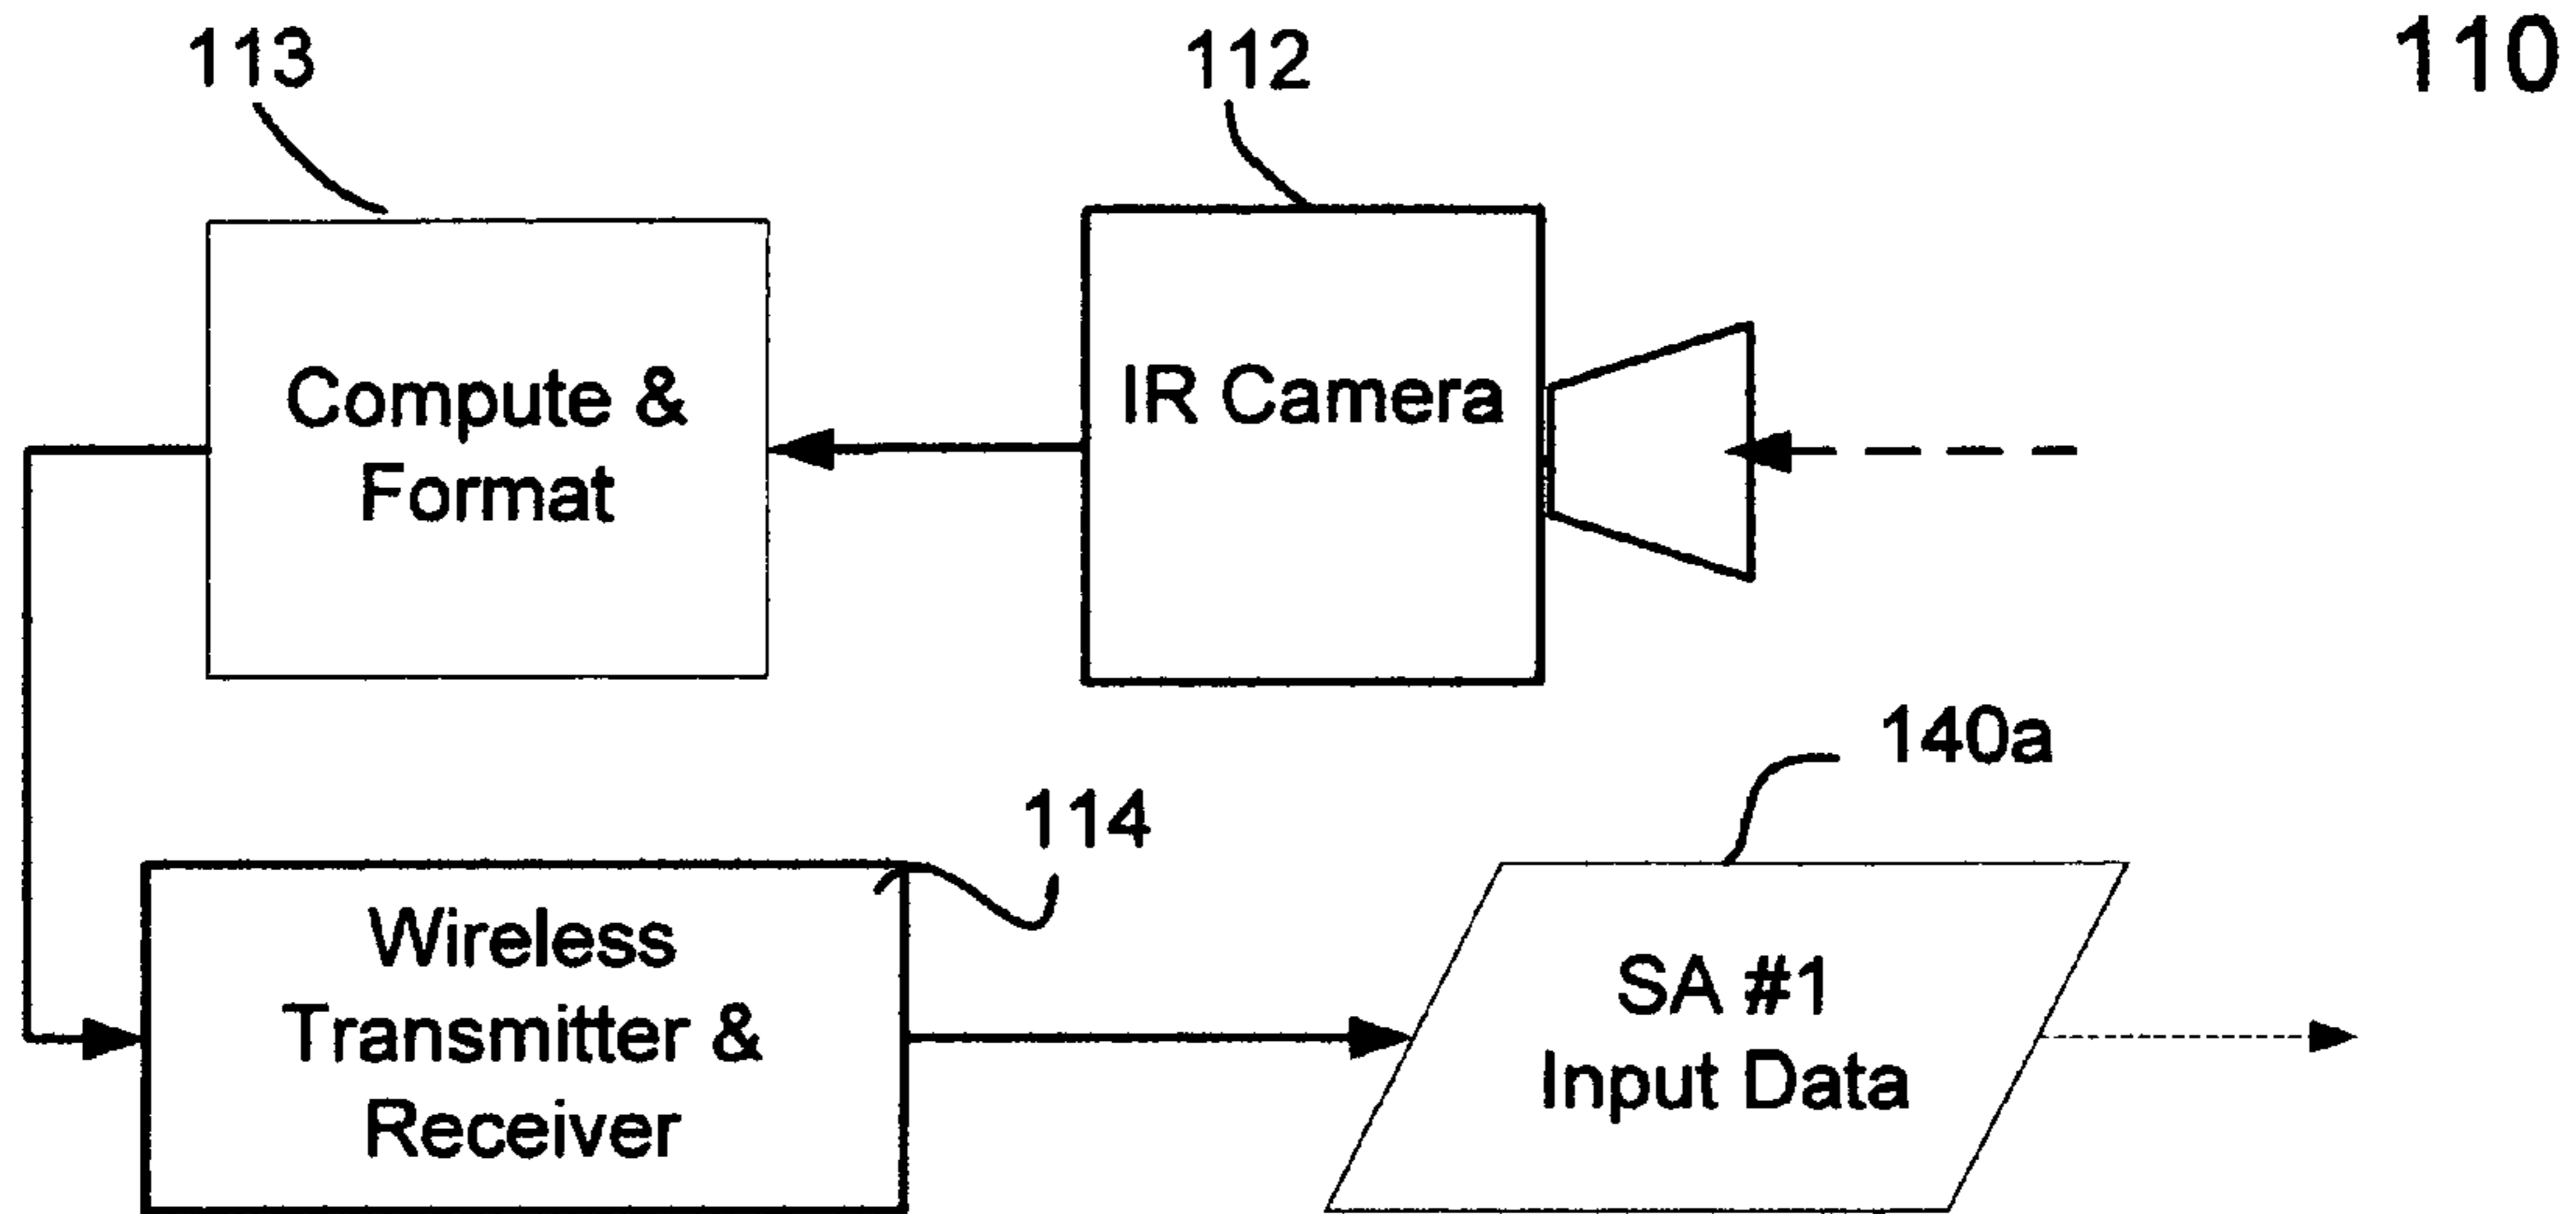 113
112
110
Compute &
Format
IR Camera
114
140a
Wireless
Transmitter &
Receiver
SA #1
Input Data